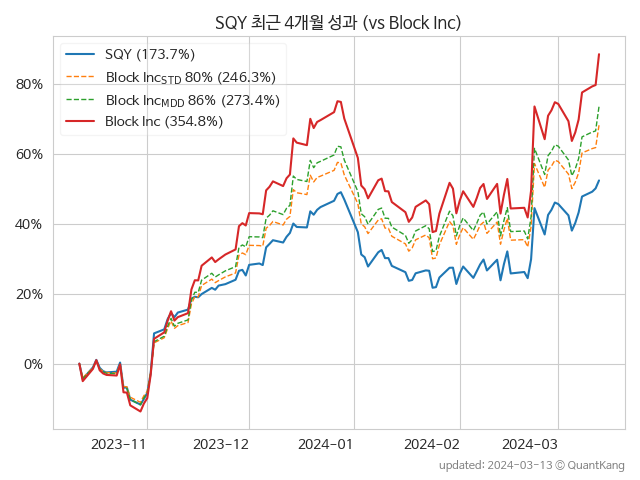 SQY 최근 4개월 성과 (vs Block Inc)
SQY (173.7%)
Block IncSTD 80% (246.3%)
Block IncMDD 86% (273.4%)
Block Inc (354.8%)
80%
60%
40%
20%
0%
2023-11 2023-12 2024-01 2024-02 2024-03
updated: 2024-03-13 © QuantKang